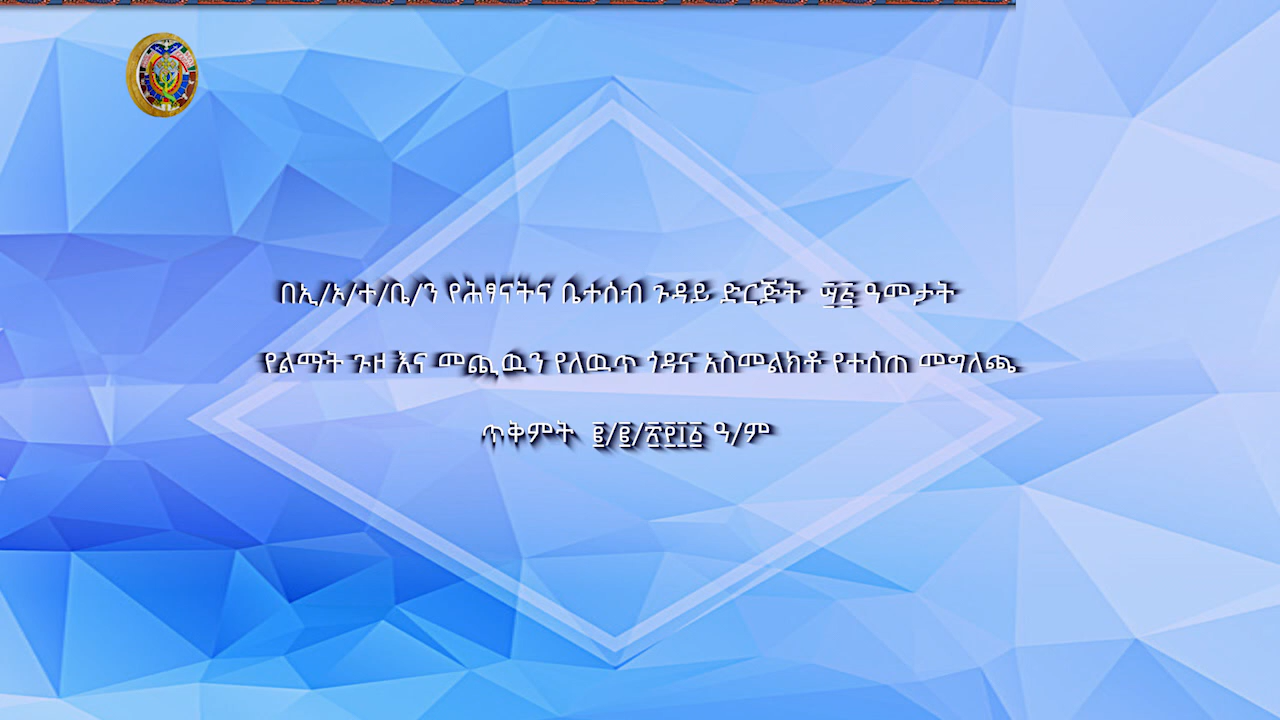 በኢ/ኦ/ተ/ቤ/ን የሕፃናትና ቤተሰብ ጉዳይ ድርጅት ፶፩ ዓመታት
የልማት ጉዞ እና መጪዉን የለዉጥ ጎዳና አስመልክቶ የተሰጠ መግለጫ
ጥቅምት ፪/፪/፳፻፲፩ ዓ/ም